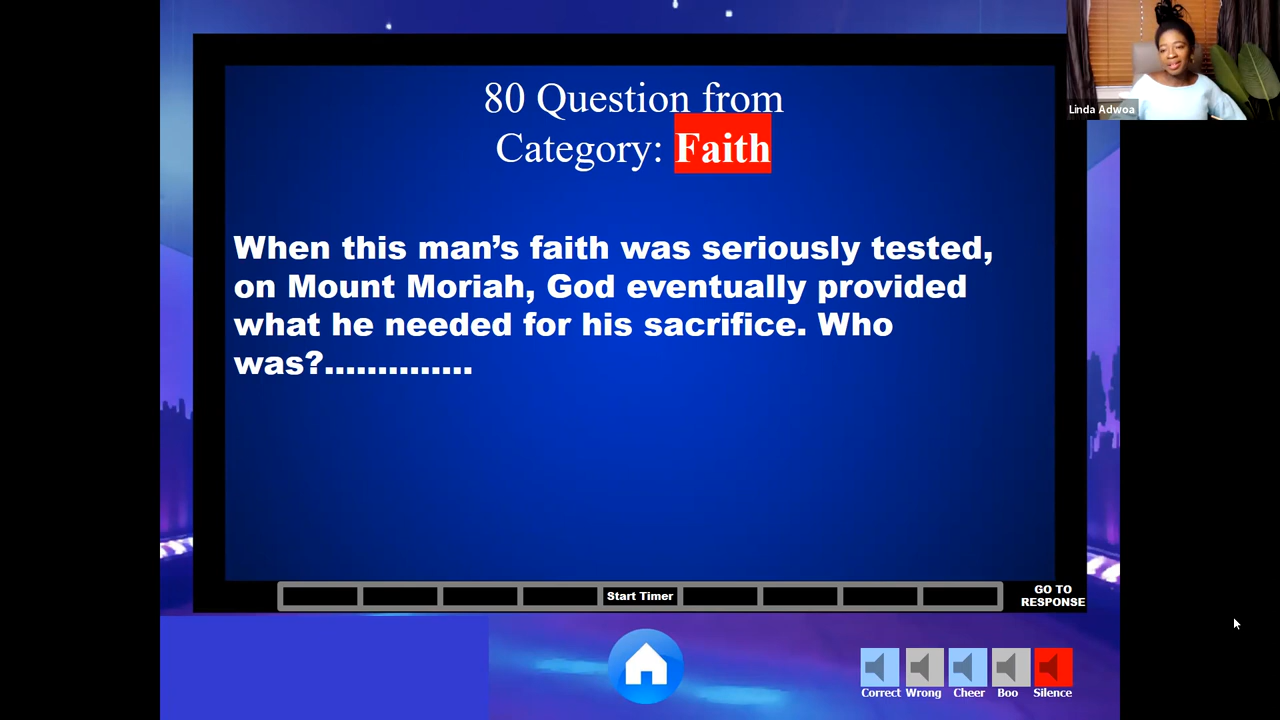 80 Question from
Category: Faith
When this man’s faith was seriously tested,
on Mount Moriah, God eventually provided
what he needed for his sacrifice. Who
was?..............
Start Timer
GO TO
RESPONSE
Correct Wrong Cheer Boo Silence
Linda Adwoa